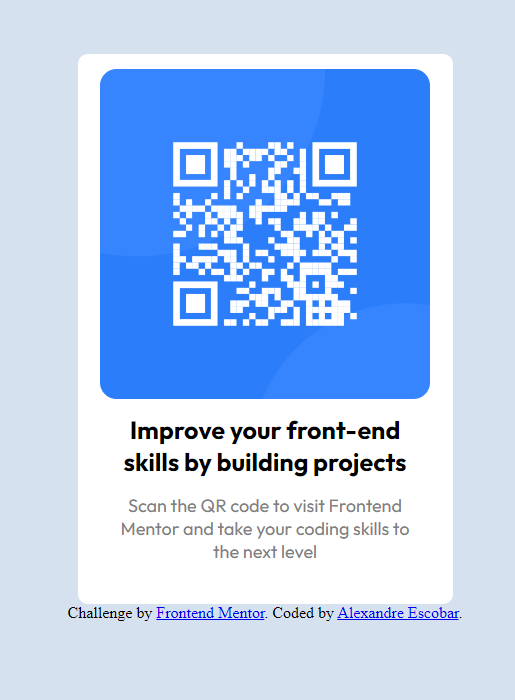 Improve your front-end
skills by building projects
Scan the QR code to visit Frontend
Mentor and take your coding skills to
the next level
Challenge by Frontend Mentor. Coded by Alexandre Escobar.